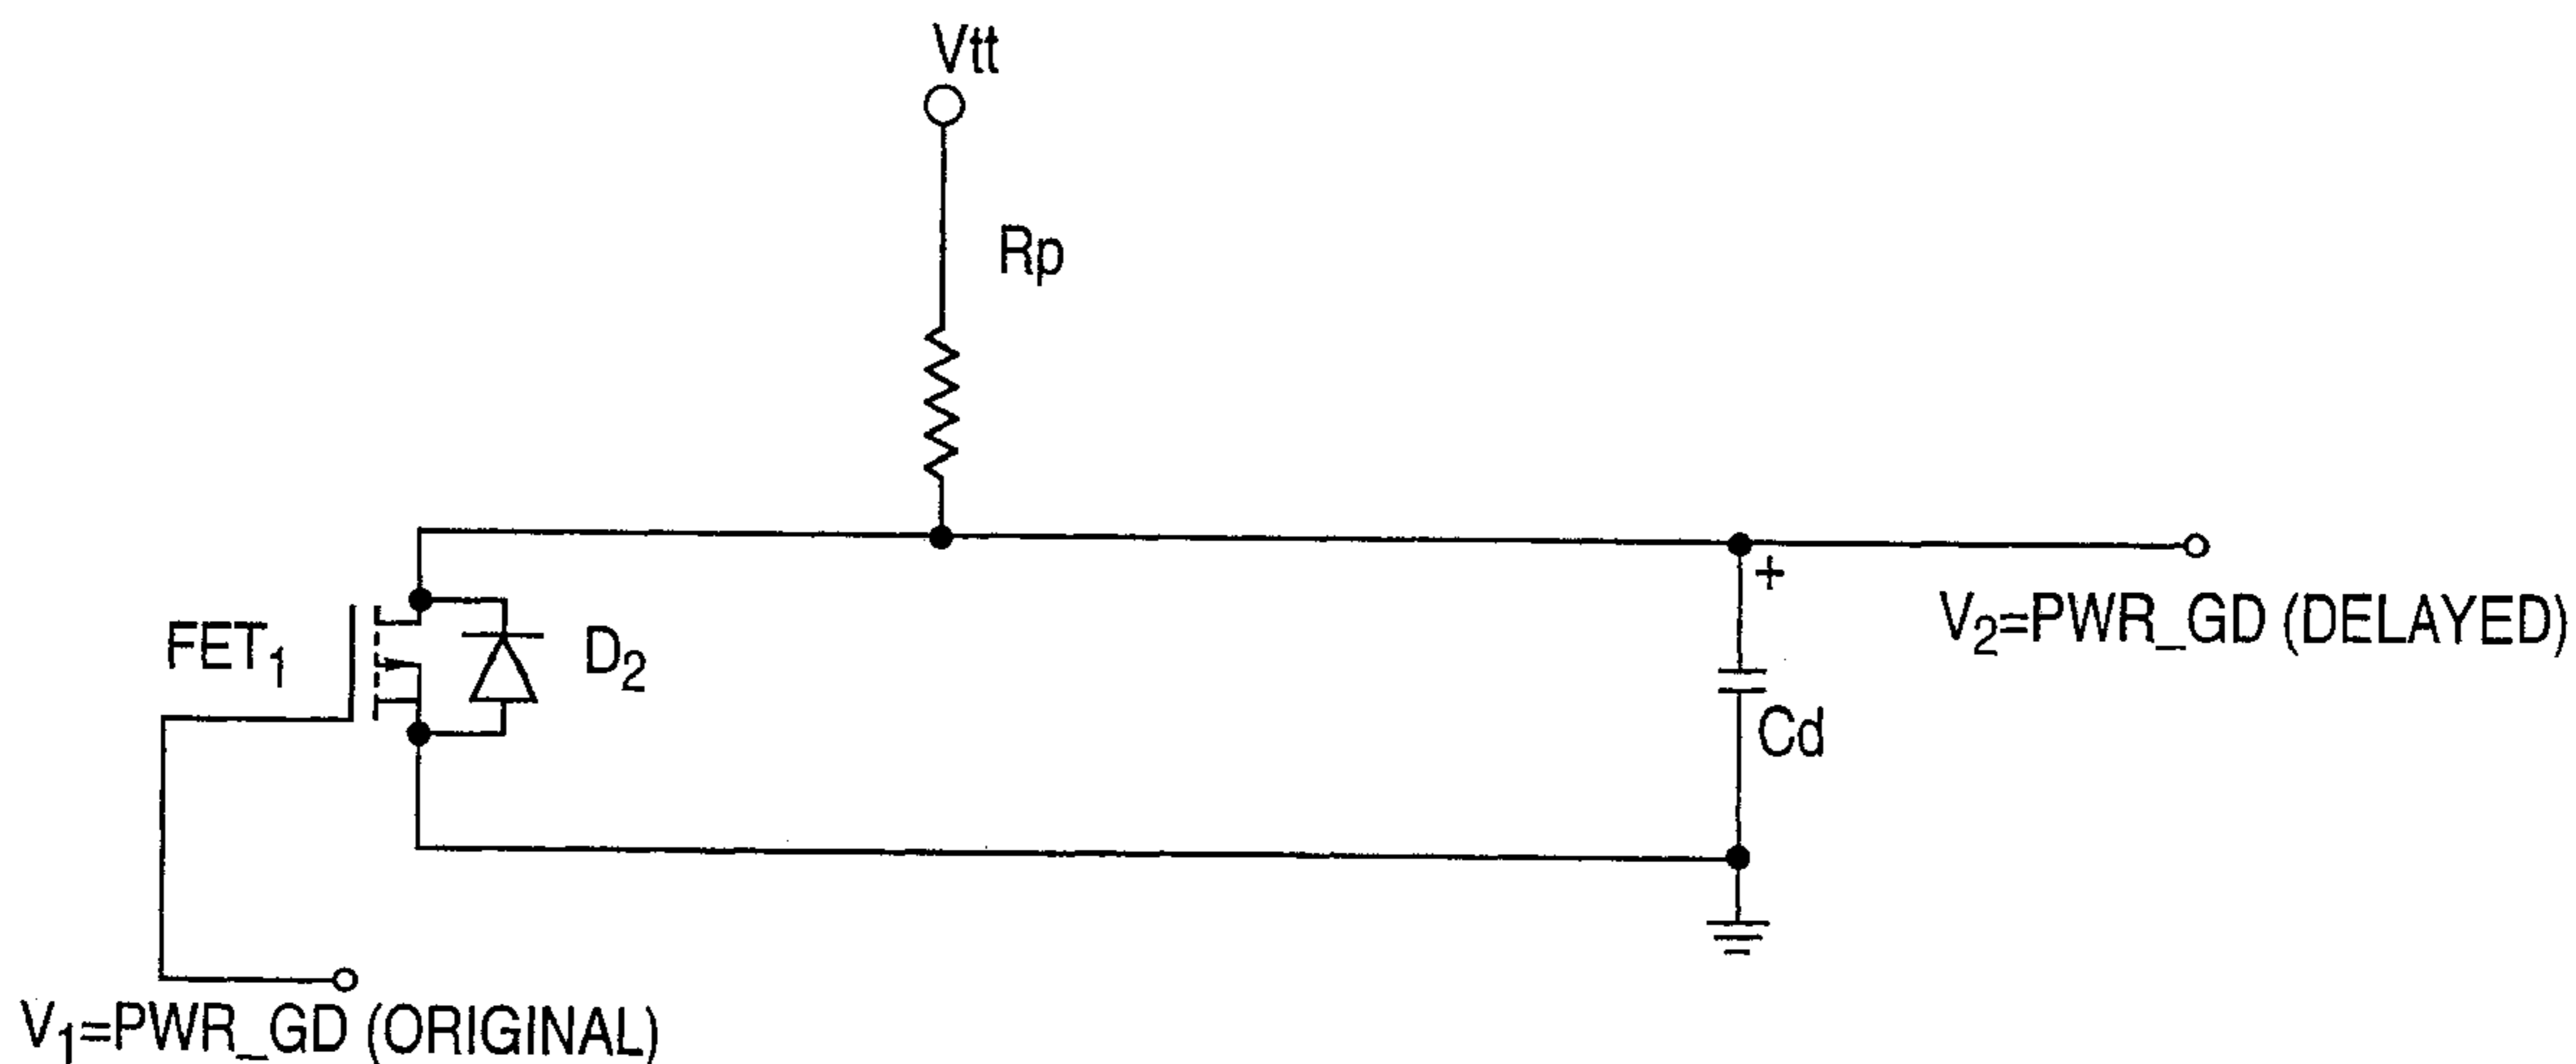 Vtt
Rp
FET1
D2
+
V2=PWR_GD (DELAYED)
Cd
V1=PWR_GD (ORIGINAL)